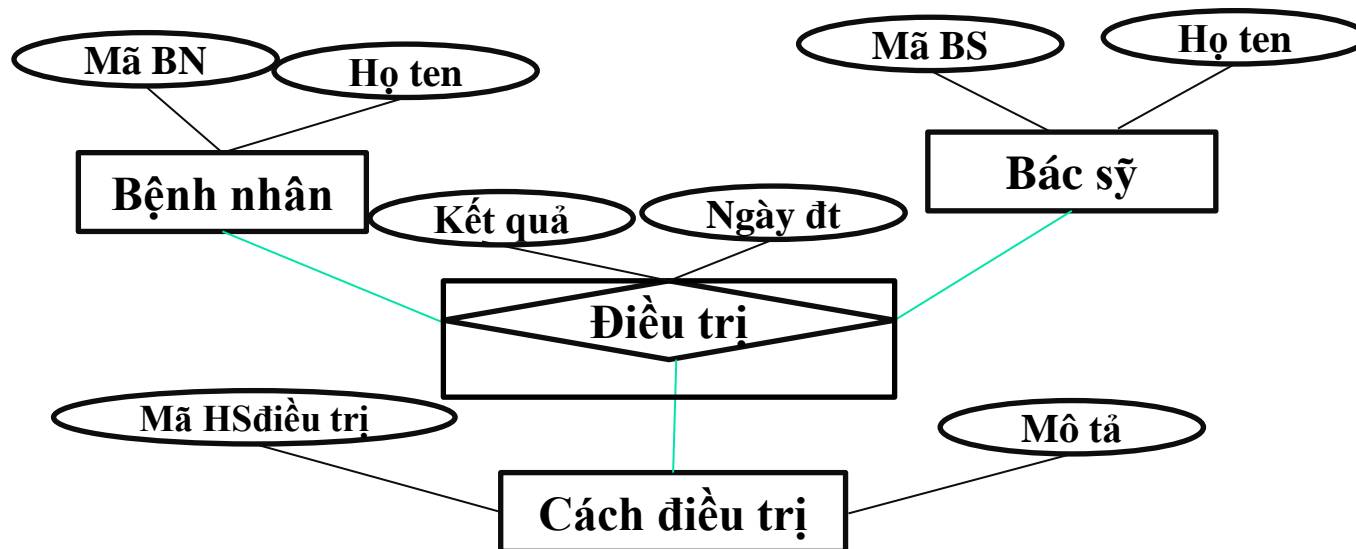 Mã BN
Họ ten
Mã BS
Họ ten
Bệnh nhân
Bác sỹ
Kết quả
Ngày đt
Điều trị
Mã HSđiều trị
Mô tả
Cách điều trị